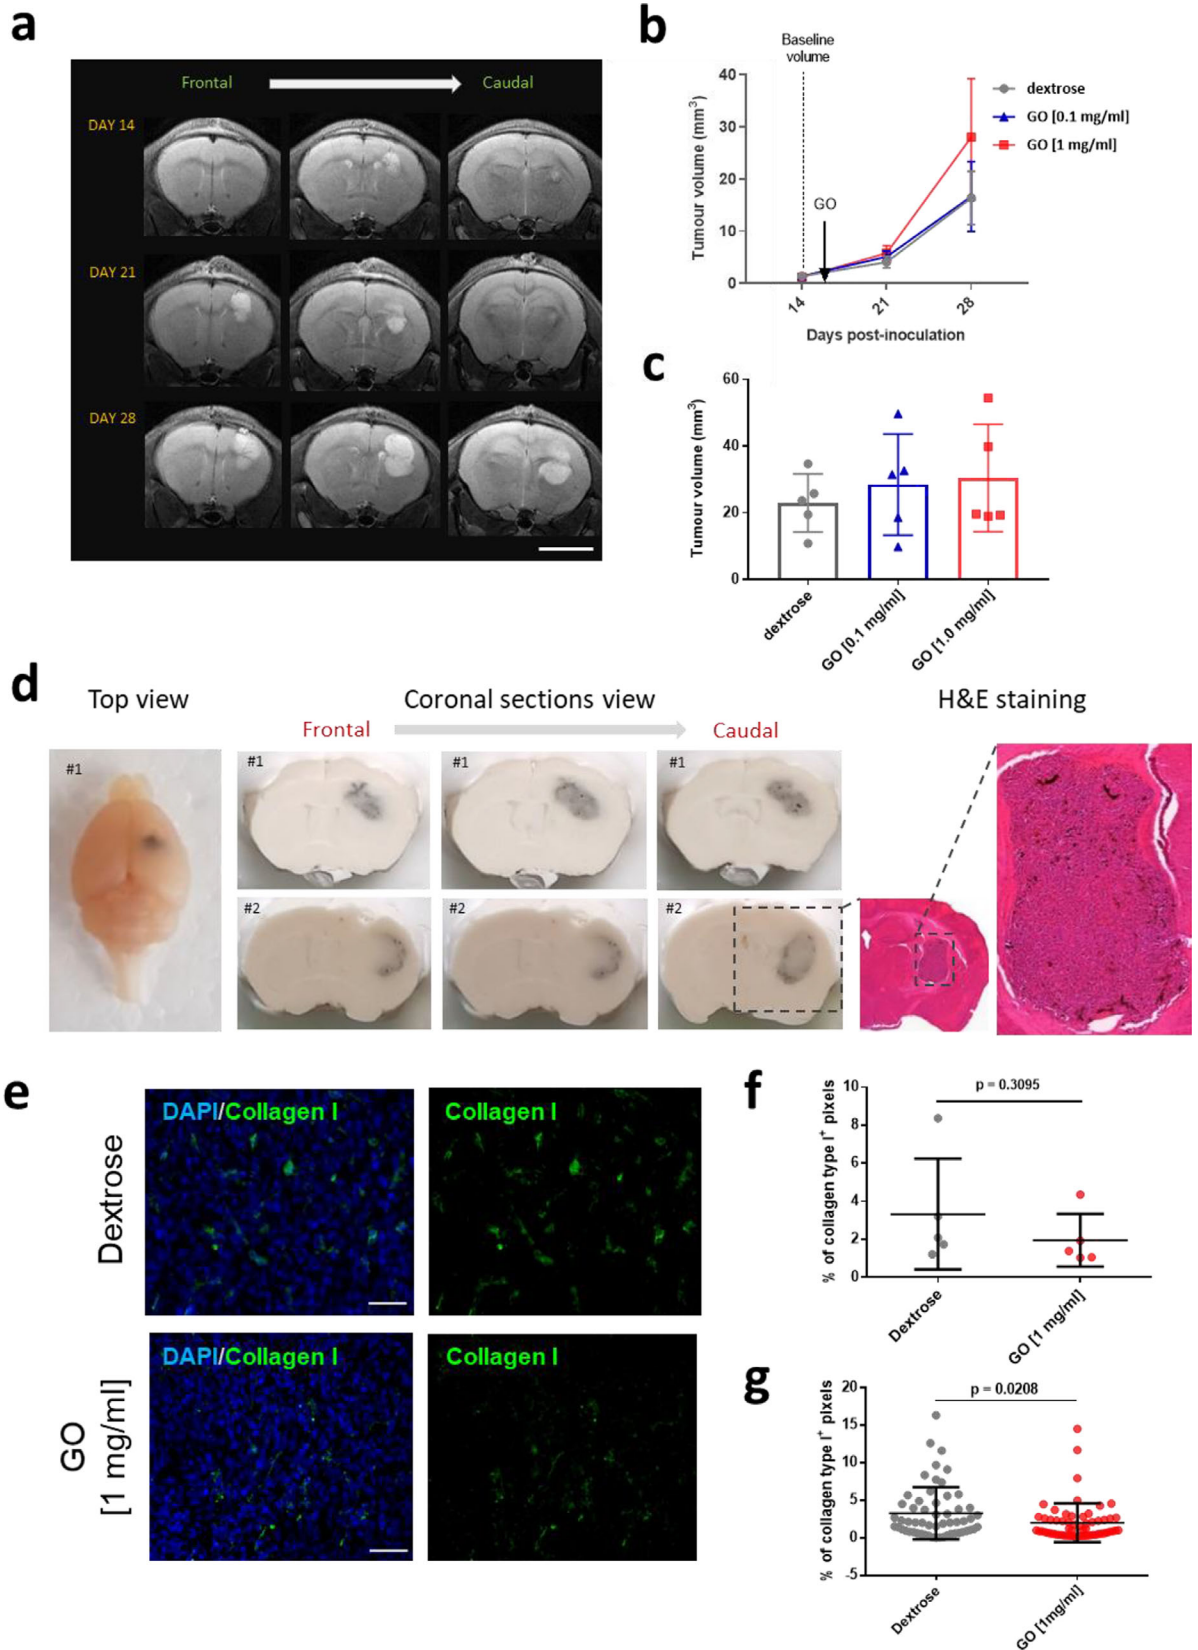 a
Frontal
Caudal
DAY 14
DAY 21
DAY 28
b
Baseline
volume
Tumour volume (mm³)
40
30
20
10
0
GO
14
21
28
Days post-inoculation
dextrose
GO [0.1 mg/ml]
GO [1 mg/ml]
c
Tumour volume (mm³)
60
40
20
0
dextrose
GO [0.1 mg/ml]
GO [1.0 mg/ml]
d
Top view
Coronal sections view
H&E staining
Frontal
Caudal
#1
#1
#1
#1
#2
#2
#2
e
Dextrose
DAPI/Collagen I
Collagen I
GO
[1 mg/ml]
DAPI/Collagen I
Collagen I
f
% of collagen type I⁺ pixels
10
8
6
4
2
0
p = 0.3095
Dextrose
GO [1 mg/ml]
g
% of collagen type I⁺ pixels
20
15
10
5
0
-5
p = 0.0208
Dextrose
GO [1mg/ml]